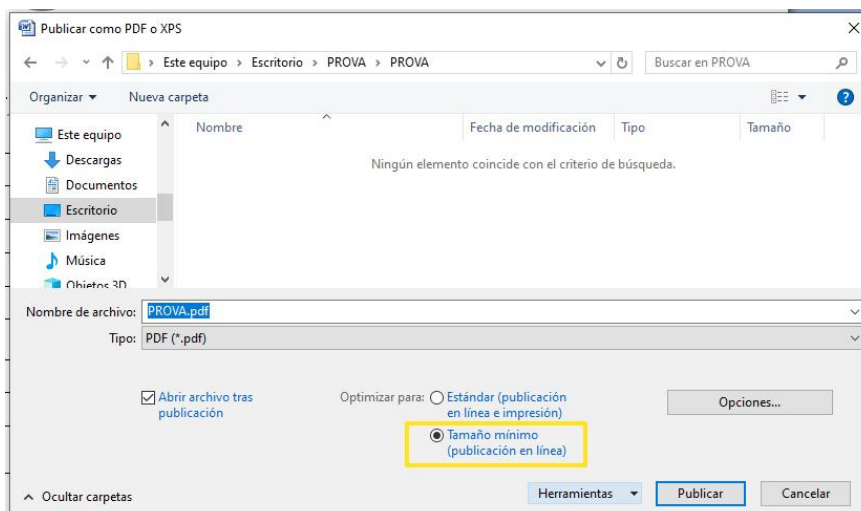 Publicar como PDF o XPS
Este equipo > Escritorio > PROVA > PROVA
Buscar en PROVA
Organizar
Nueva carpeta
Nombre
Fecha de modificación
Tipo
Tamaño
Ningún elemento coincide con el criterio de búsqueda.
Este equipo
Descargas
Documentos
Escritorio
Imágenes
Música
Objetos 3D
Nombre de archivo: PROVA.pdf
Tipo: PDF (*.pdf)
Abrir archivo tras
publicación
Optimizar para:
Estándar (publicación
en línea e impresión)
Tamaño mínimo
(publicación en línea)
Opciones...
Ocultar carpetas
Herramientas
Publicar
Cancelar